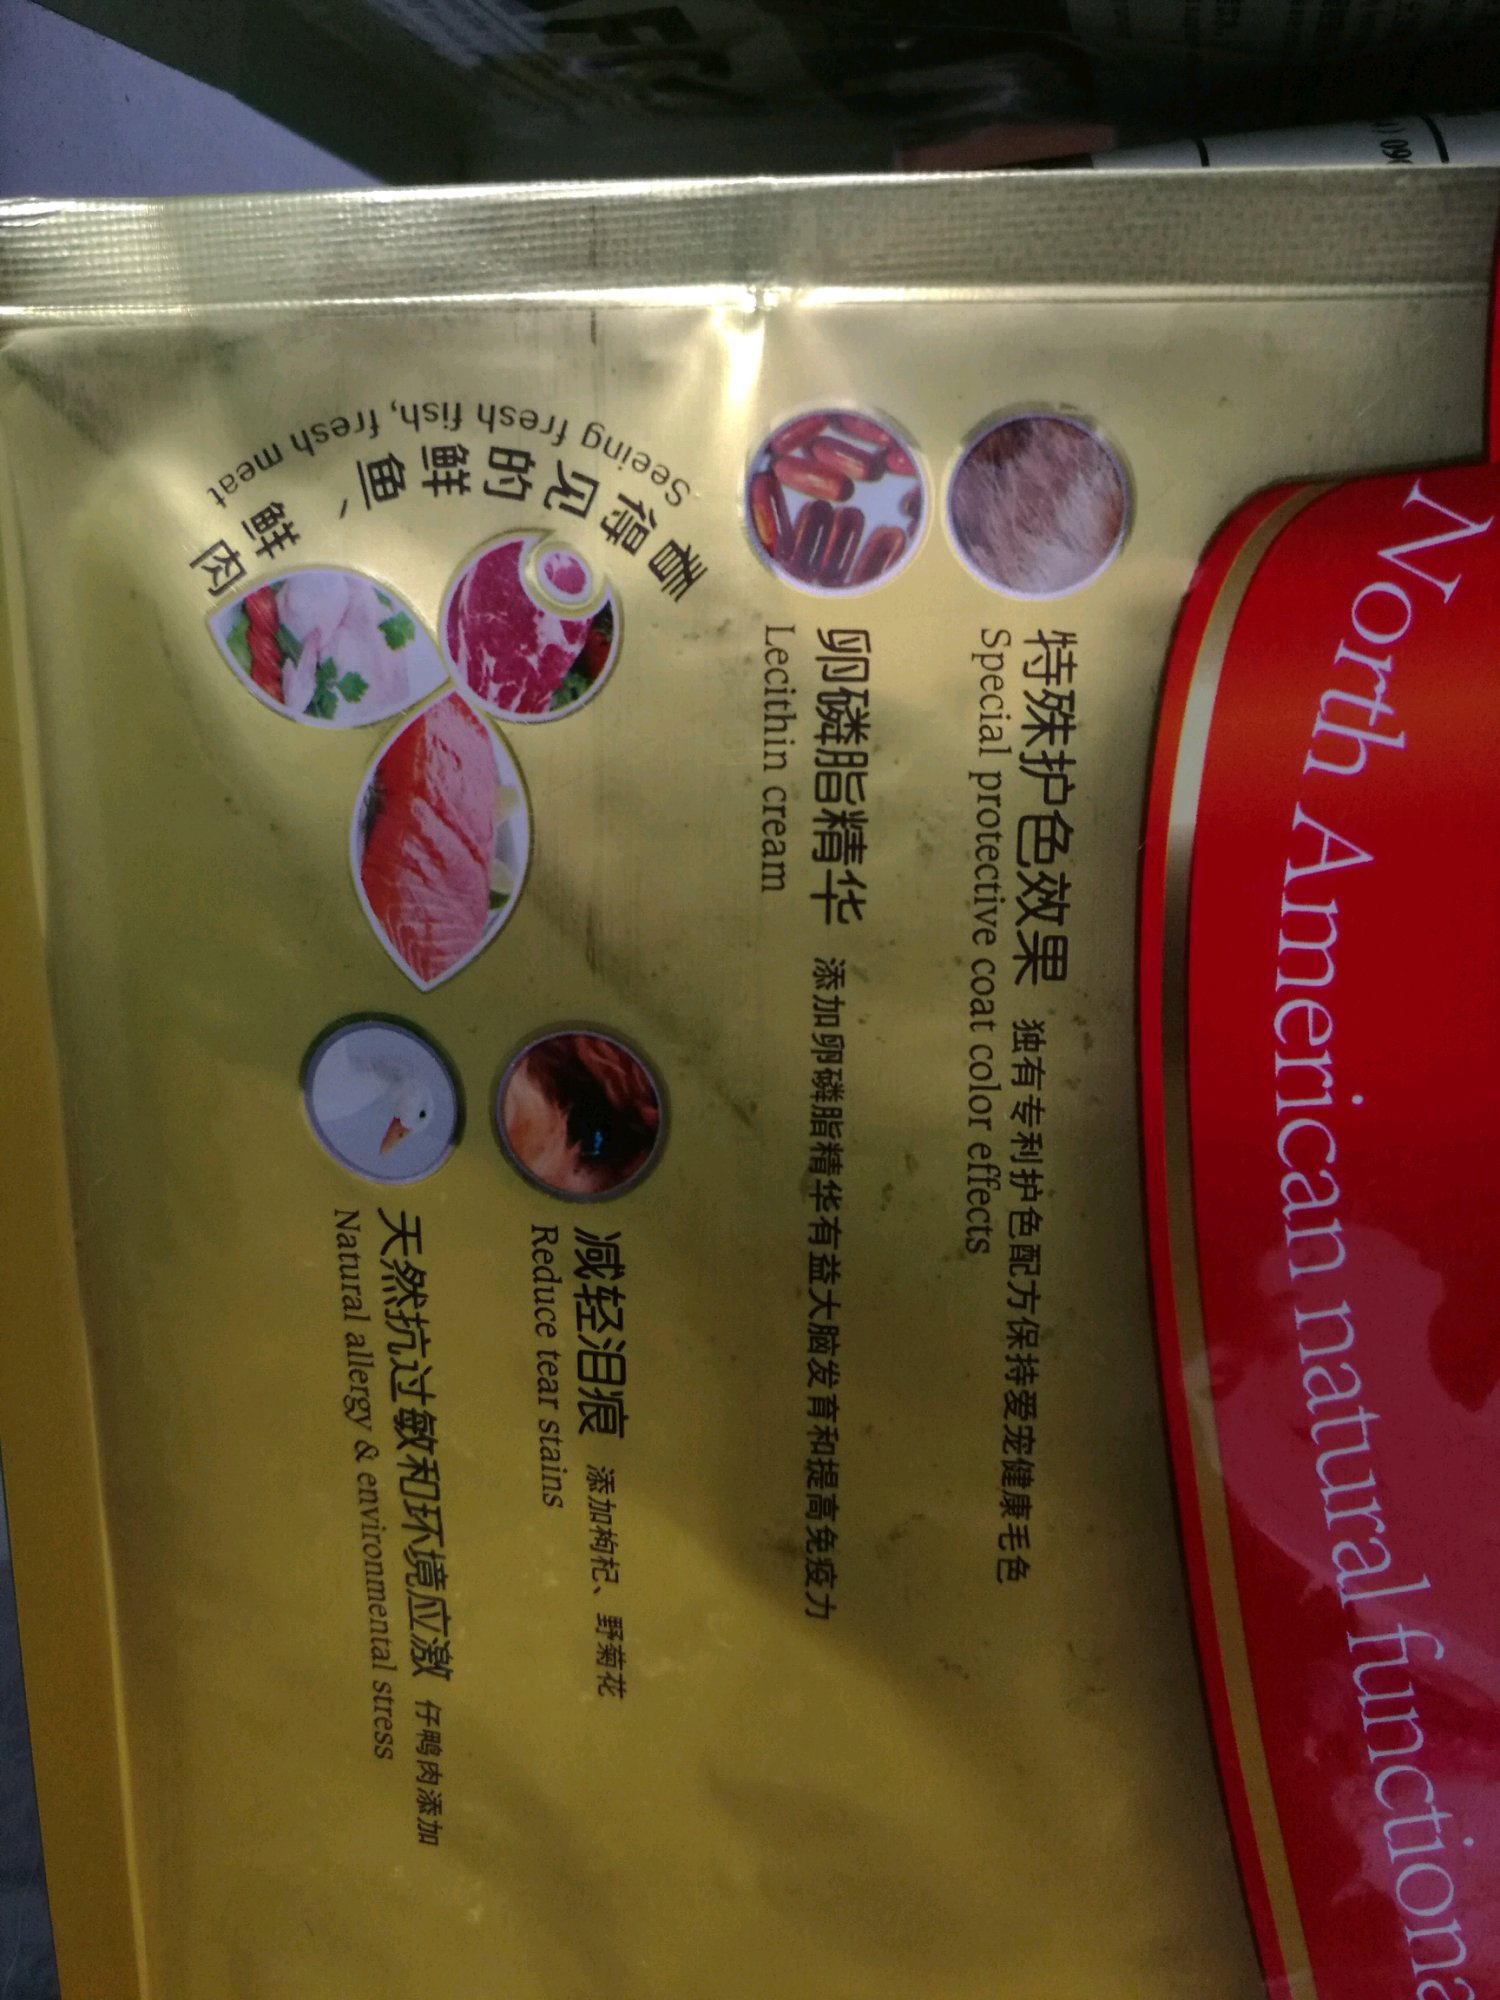 North American natural functiona
特殊护色效果 独有专利护色配方保持爱宠健康毛色
Special protective coat color effects
卵磷脂精华 添加卵磷脂精华有益大脑发育和提高免疫力
Lecithin cream
减轻泪痕 添加枸杞、野菊花
Reduce tear stains
天然抗过敏和环境应激 仔鸭肉添加
Natural allergy & environmental stress
看得见的鲜鱼、鲜肉
Seeing fresh fish, fresh meat